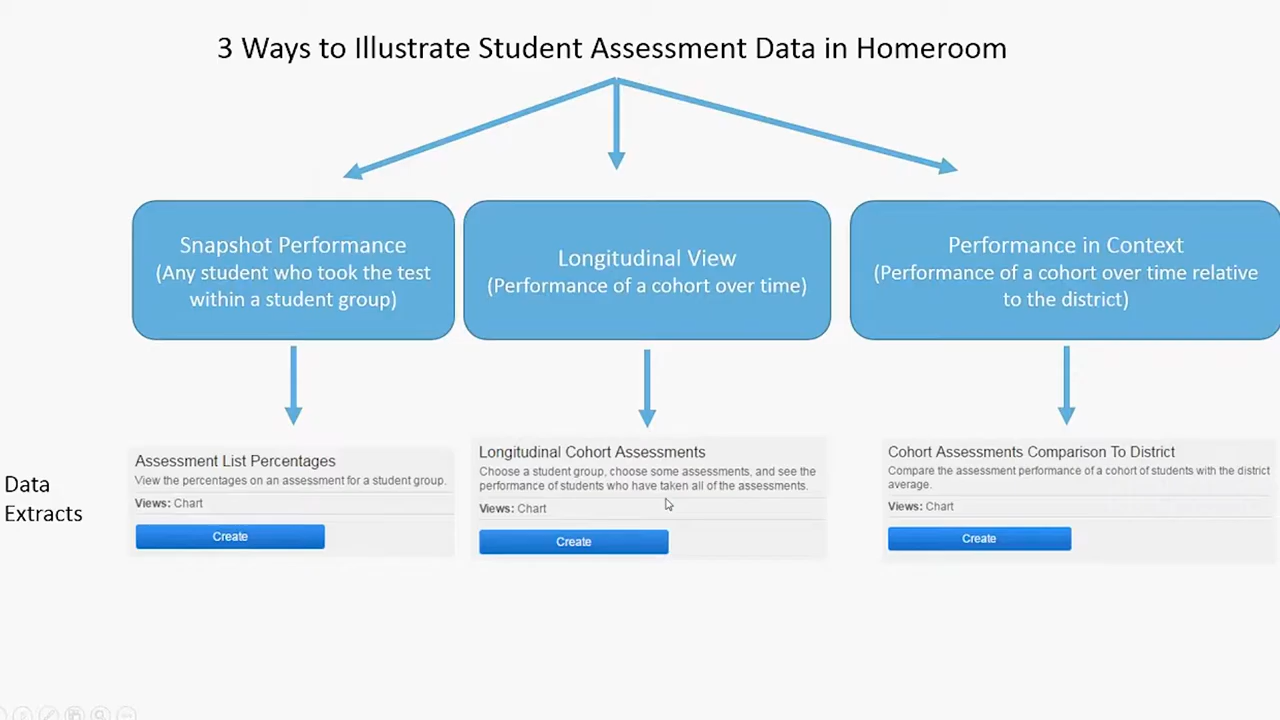 3 Ways to Illustrate Student Assessment Data in Homeroom
Snapshot Performance
(Any student who took the test
within a student group)
Longitudinal View
(Performance of a cohort over time)
Performance in Context
(Performance of a cohort over time relative
to the district)
Data
Extracts
Assessment List Percentages
View the percentages on an assessment for a student group.
Views: Chart
Create
Longitudinal Cohort Assessments
Choose a student group, choose some assessments, and see the
performance of students who have taken all of the assessments.
Views: Chart
Create
Cohort Assessments Comparison To District
Compare the assessment performance of a cohort of students with the district
average.
Views: Chart
Create